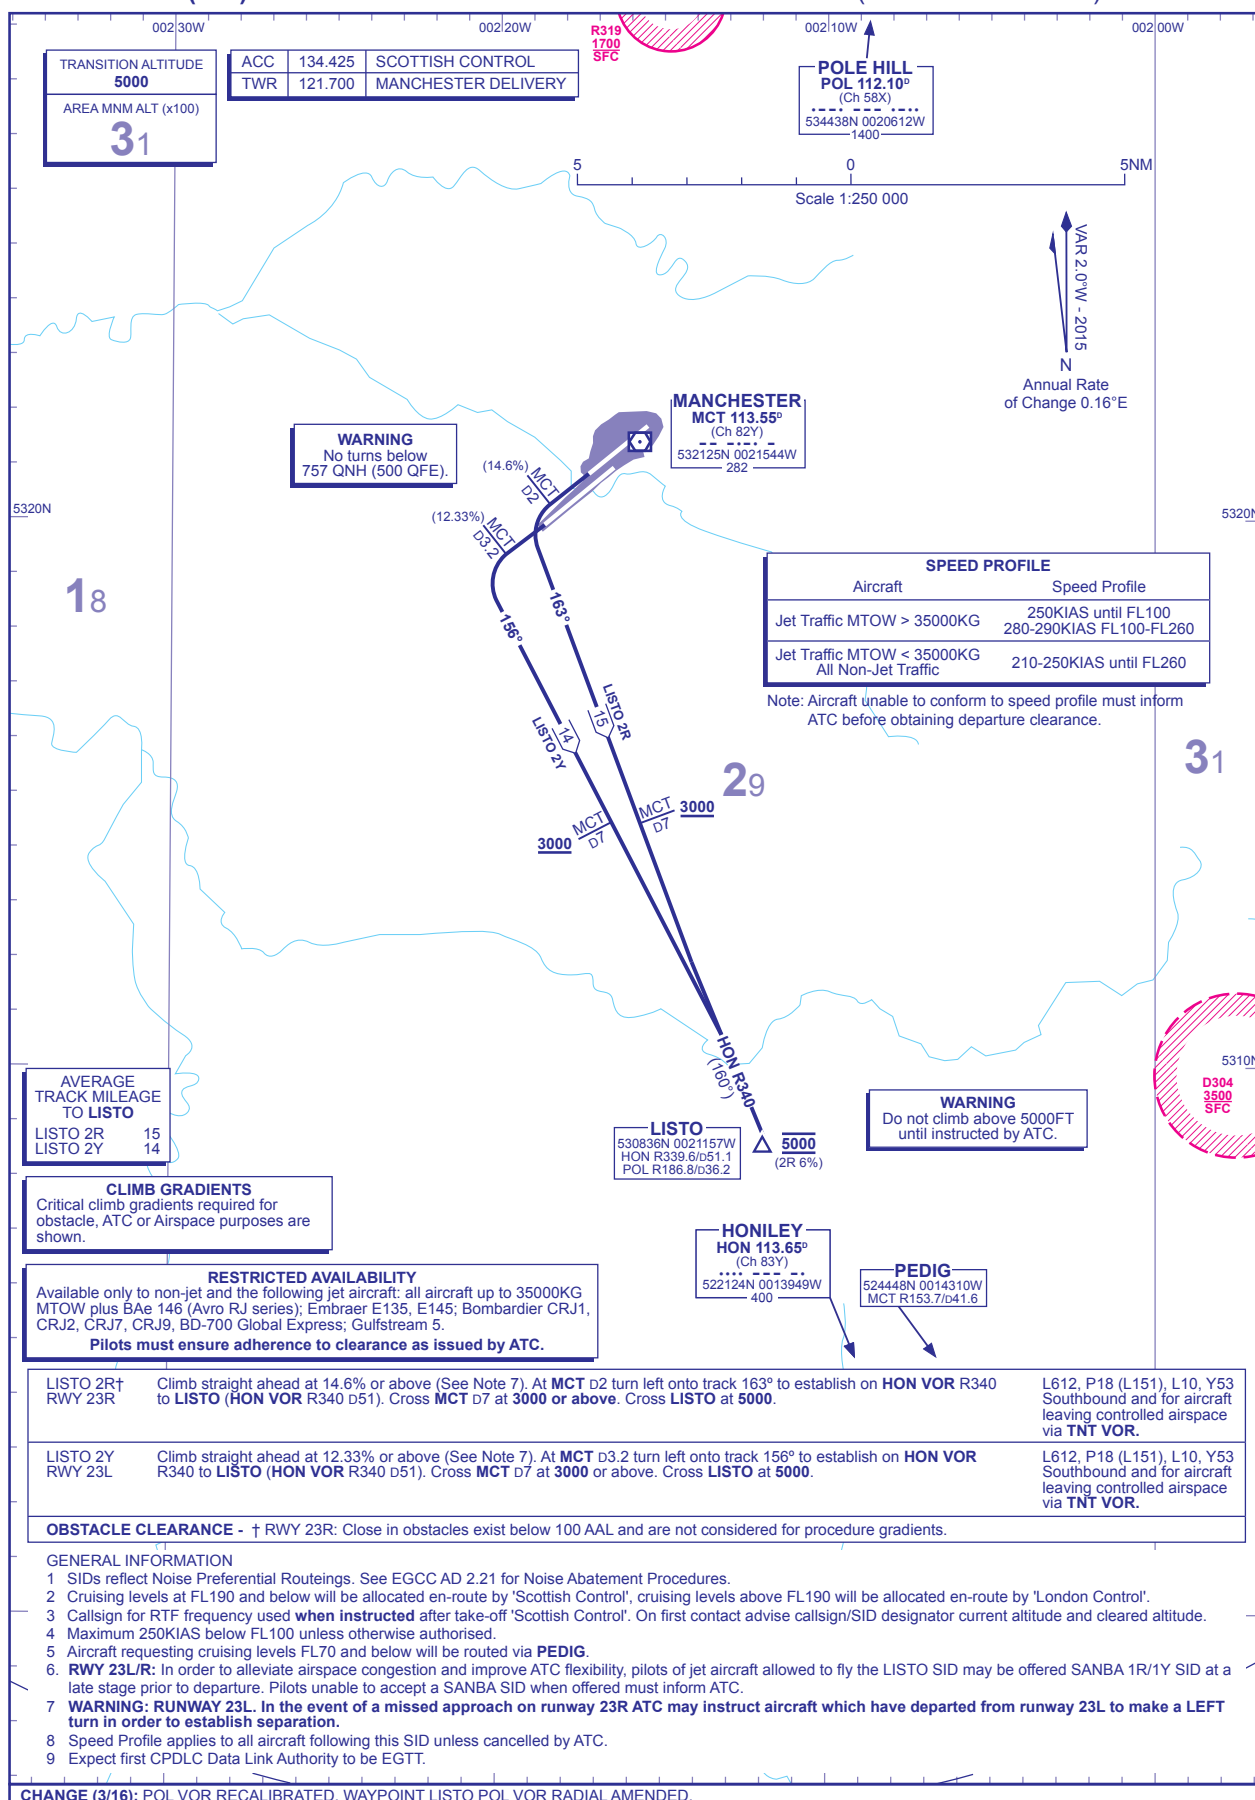 002 30W
002 20W
002 10W
002 00W
R319
1700
SFC
TRANSITION ALTITUDE
5000
AREA MNM ALT (x100)
31
ACC 134.425 SCOTTISH CONTROL
TWR 121.700 MANCHESTER DELIVERY
POLE HILL
POL 112.10ᴰ
(Ch 58X)
534438N 0020612W
1400
5 0 5NM
Scale 1:250 000
VAR 2.0°W - 2015
N
Annual Rate
of Change 0.16°E
MANCHESTER
MCT 113.55ᴰ
(Ch 82Y)
532125N 0021544W
282
WARNING
No turns below
757 QNH (500 QFE).
(14.6%) MCT
D2
(12.33%) MCT
D3.2
5320N
5320N
SPEED PROFILE
Aircraft Speed Profile
Jet Traffic MTOW > 35000KG 250KIAS until FL100
280-290KIAS FL100-FL260
Jet Traffic MTOW < 35000KG
All Non-Jet Traffic 210-250KIAS until FL260
Note: Aircraft unable to conform to speed profile must inform
ATC before obtaining departure clearance.
18
163°
156°
LISTO 2R
15
LISTO 2Y
14
29
31
MCT
D7
3000
3000
MCT
D7
HON R340
(160°)
5310N
D304
3500
SFC
AVERAGE
TRACK MILEAGE
TO LISTO
LISTO 2R 15
LISTO 2Y 14
WARNING
Do not climb above 5000FT
until instructed by ATC.
LISTO
530836N 0021157W
HON R339.6/D51.1
POL R186.8/D36.2
5000
(2R 6%)
CLIMB GRADIENTS
Critical climb gradients required for
obstacle, ATC or Airspace purposes are
shown.
HONILEY
HON 113.65ᴰ
(Ch 83Y)
522124N 0013949W
400
PEDIG
524448N 0014310W
MCT R153.7/D41.6
RESTRICTED AVAILABILITY
Available only to non-jet and the following jet aircraft: all aircraft up to 35000KG
MTOW plus BAe 146 (Avro RJ series); Embraer E135, E145; Bombardier CRJ1,
CRJ2, CRJ7, CRJ9, BD-700 Global Express; Gulfstream 5.
Pilots must ensure adherence to clearance as issued by ATC.
LISTO 2R† Climb straight ahead at 14.6% or above (See Note 7). At MCT D2 turn left onto track 163º to establish on HON VOR R340 L612, P18 (L151), L10, Y53
RWY 23R to LISTO (HON VOR R340 D51). Cross MCT D7 at 3000 or above. Cross LISTO at 5000. Southbound and for aircraft
leaving controlled airspace
via TNT VOR.
LISTO 2Y Climb straight ahead at 12.33% or above (See Note 7). At MCT D3.2 turn left onto track 156º to establish on HON VOR L612, P18 (L151), L10, Y53
RWY 23L R340 to LISTO (HON VOR R340 D51). Cross MCT D7 at 3000 or above. Cross LISTO at 5000. Southbound and for aircraft
leaving controlled airspace
via TNT VOR.
OBSTACLE CLEARANCE - † RWY 23R: Close in obstacles exist below 100 AAL and are not considered for procedure gradients.
GENERAL INFORMATION
1 SIDs reflect Noise Preferential Routeings. See EGCC AD 2.21 for Noise Abatement Procedures.
2 Cruising levels at FL190 and below will be allocated en-route by 'Scottish Control', cruising levels above FL190 will be allocated en-route by 'London Control'.
3 Callsign for RTF frequency used when instructed after take-off 'Scottish Control'. On first contact advise callsign/SID designator current altitude and cleared altitude.
4 Maximum 250KIAS below FL100 unless otherwise authorised.
5 Aircraft requesting cruising levels FL70 and below will be routed via PEDIG.
6. RWY 23L/R: In order to alleviate airspace congestion and improve ATC flexibility, pilots of jet aircraft allowed to fly the LISTO SID may be offered SANBA 1R/1Y SID at a
late stage prior to departure. Pilots unable to accept a SANBA SID when offered must inform ATC.
7 WARNING: RUNWAY 23L. In the event of a missed approach on runway 23R ATC may instruct aircraft which have departed from runway 23L to make a LEFT
turn in order to establish separation.
8 Speed Profile applies to all aircraft following this SID unless cancelled by ATC.
9 Expect first CPDLC Data Link Authority to be EGTT.
CHANGE (3/16): POL VOR RECALIBRATED. WAYPOINT LISTO POL VOR RADIAL AMENDED.